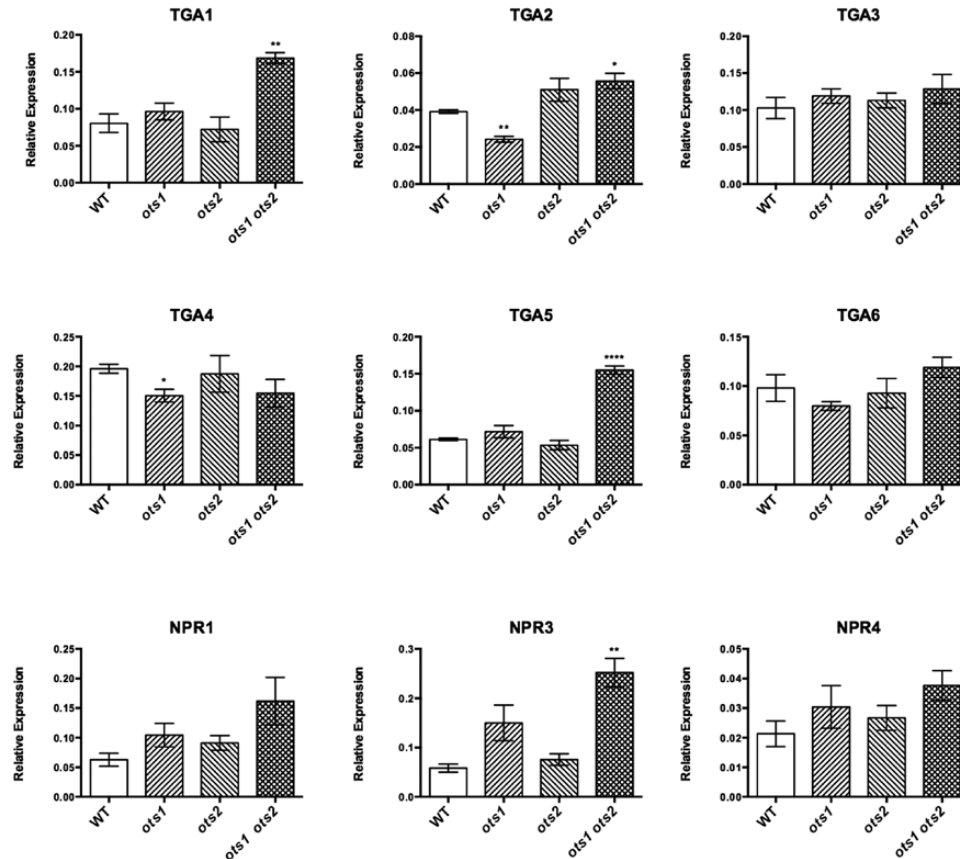 TGA1
Relative Expression
0.20
0.15
0.10
0.05
0.00
**
WT
ots1
ots2
ots1 ots2
TGA2
Relative Expression
0.08
0.06
0.04
0.02
0.00
**
*
WT
ots1
ots2
ots1 ots2
TGA3
Relative Expression
0.20
0.15
0.10
0.05
0.00
WT
ots1
ots2
ots1 ots2
TGA4
Relative Expression
0.25
0.20
0.15
0.10
0.05
0.00
*
WT
ots1
ots2
ots1 ots2
TGA5
Relative Expression
0.20
0.15
0.10
0.05
0.00
****
WT
ots1
ots2
ots1 ots2
TGA6
Relative Expression
0.15
0.10
0.05
0.00
WT
ots1
ots2
ots1 ots2
NPR1
Relative Expression
0.25
0.20
0.15
0.10
0.05
0.00
WT
ots1
ots2
ots1 ots2
NPR3
Relative Expression
0.3
0.2
0.1
0.0
**
WT
ots1
ots2
ots1 ots2
NPR4
Relative Expression
0.05
0.04
0.03
0.02
0.01
0.00
WT
ots1
ots2
ots1 ots2